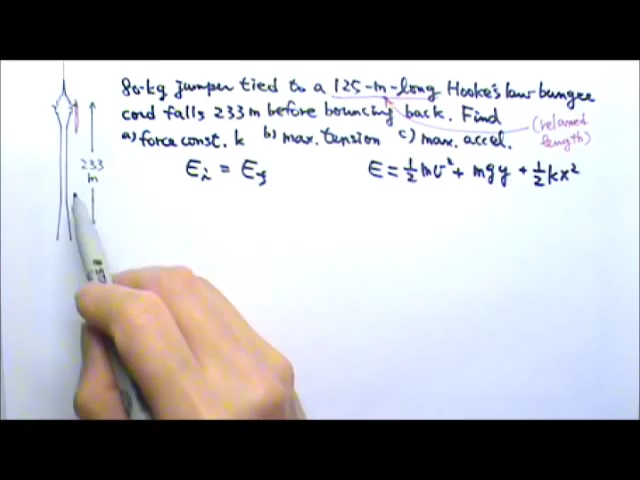 80-kg jumper tied to a 125-m-long Hooke's law bungee
cord falls 233 m before bouncing back. Find
(relaxed length)
a) force const. k b) max. tension c) max. accel.
233 m
E_i = E_f
E = ½mv² + mgy + ½kx²